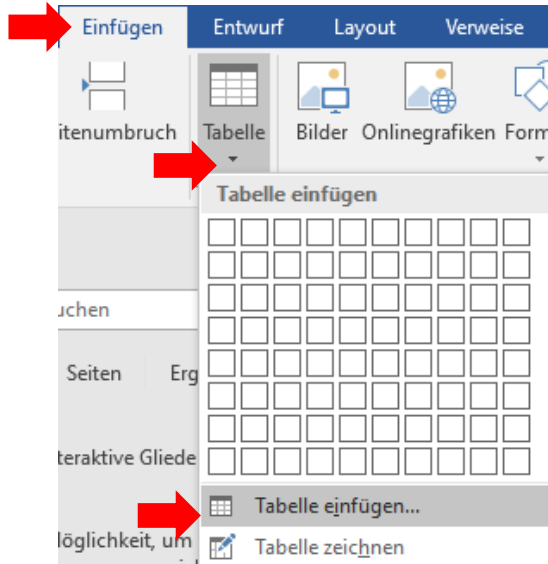 Einfügen Entwurf Layout Verweise
itenumbruch Tabelle Bilder Onlinegrafiken Form
Tabelle einfügen
uchen
Seiten Erg
teraktive Gliede
Tabelle einfügen...
löglichkeit, um
Tabelle zeichnen